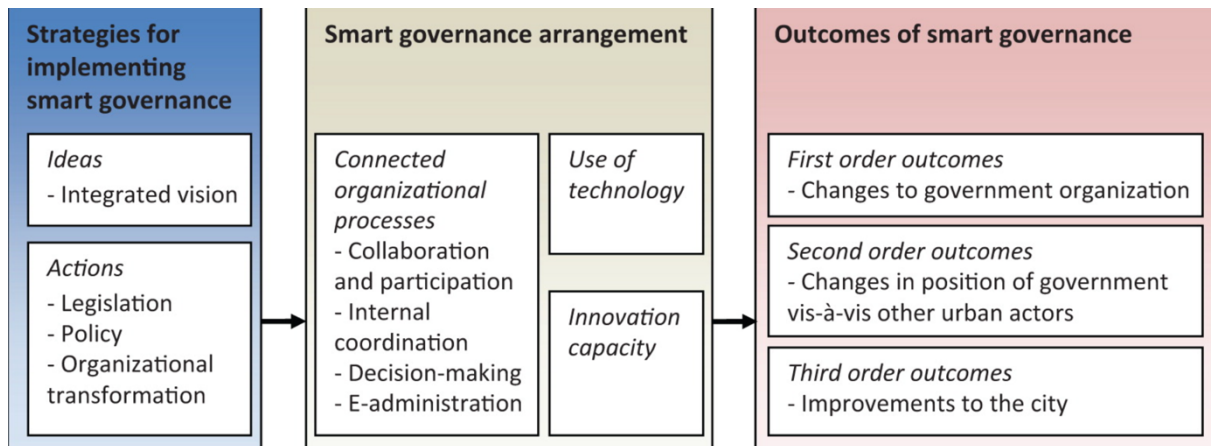 Strategies for
implementing
smart governance
Ideas
- Integrated vision
Actions
- Legislation
- Policy
- Organizational
transformation
Smart governance arrangement
Connected
organizational
processes
- Collaboration
and participation
- Internal
coordination
- Decision-making
- E-administration
Use of
technology
Innovation
capacity
Outcomes of smart governance
First order outcomes
- Changes to government organization
Second order outcomes
- Changes in position of government
vis-à-vis other urban actors
Third order outcomes
- Improvements to the city